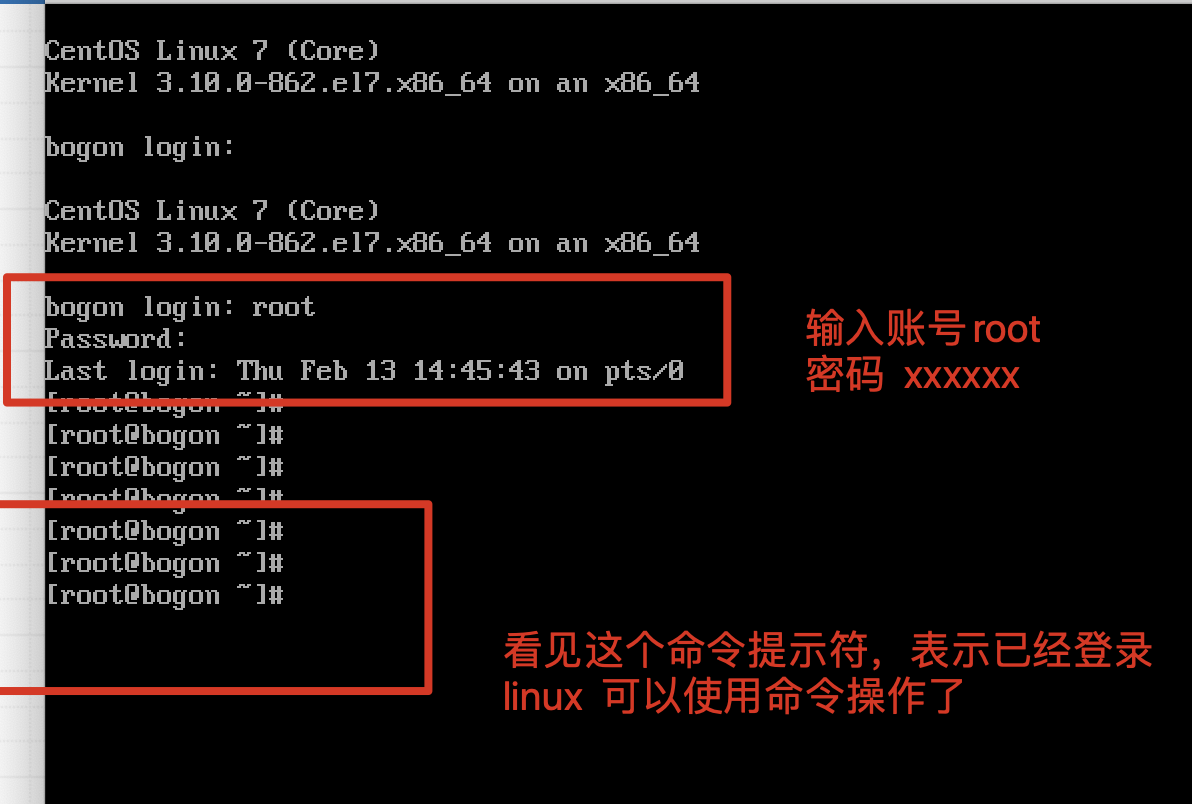 CentOS Linux 7 (Core)
Kernel 3.10.0-862.el7.x86_64 on an x86_64
bogon login:
CentOS Linux 7 (Core)
Kernel 3.10.0-862.el7.x86_64 on an x86_64
bogon login: root
Password:
Last login: Thu Feb 13 14:45:43 on pts/0
输入账号root
密码 xxxxxx
[root@bogon ~]#
[root@bogon ~]#
[root@bogon ~]#
[root@bogon ~]#
[root@bogon ~]#
[root@bogon ~]#
[root@bogon ~]#
看见这个命令提示符，表示已经登录
linux 可以使用命令操作了